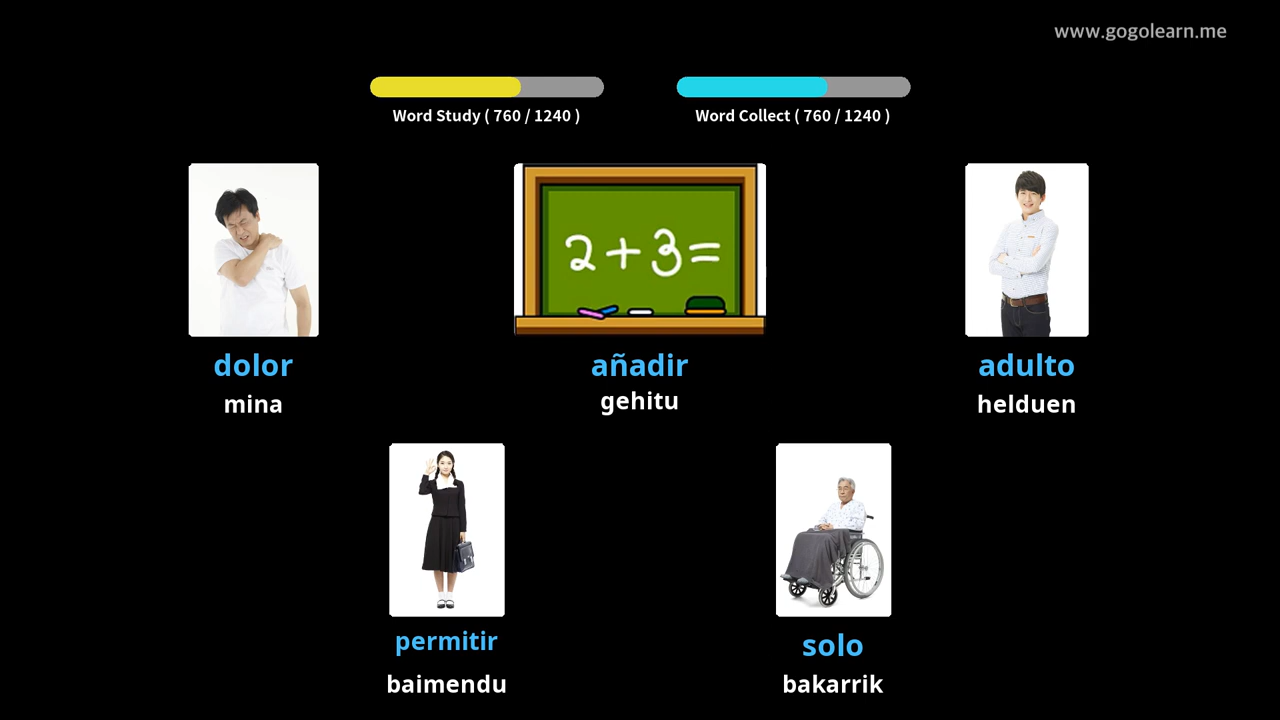 www.gogolearn.me
Word Study ( 760 / 1240 )
Word Collect ( 760 / 1240 )
2+3=
dolor
mina
añadir
gehitu
adulto
helduen
permitir
baimendu
solo
bakarrik